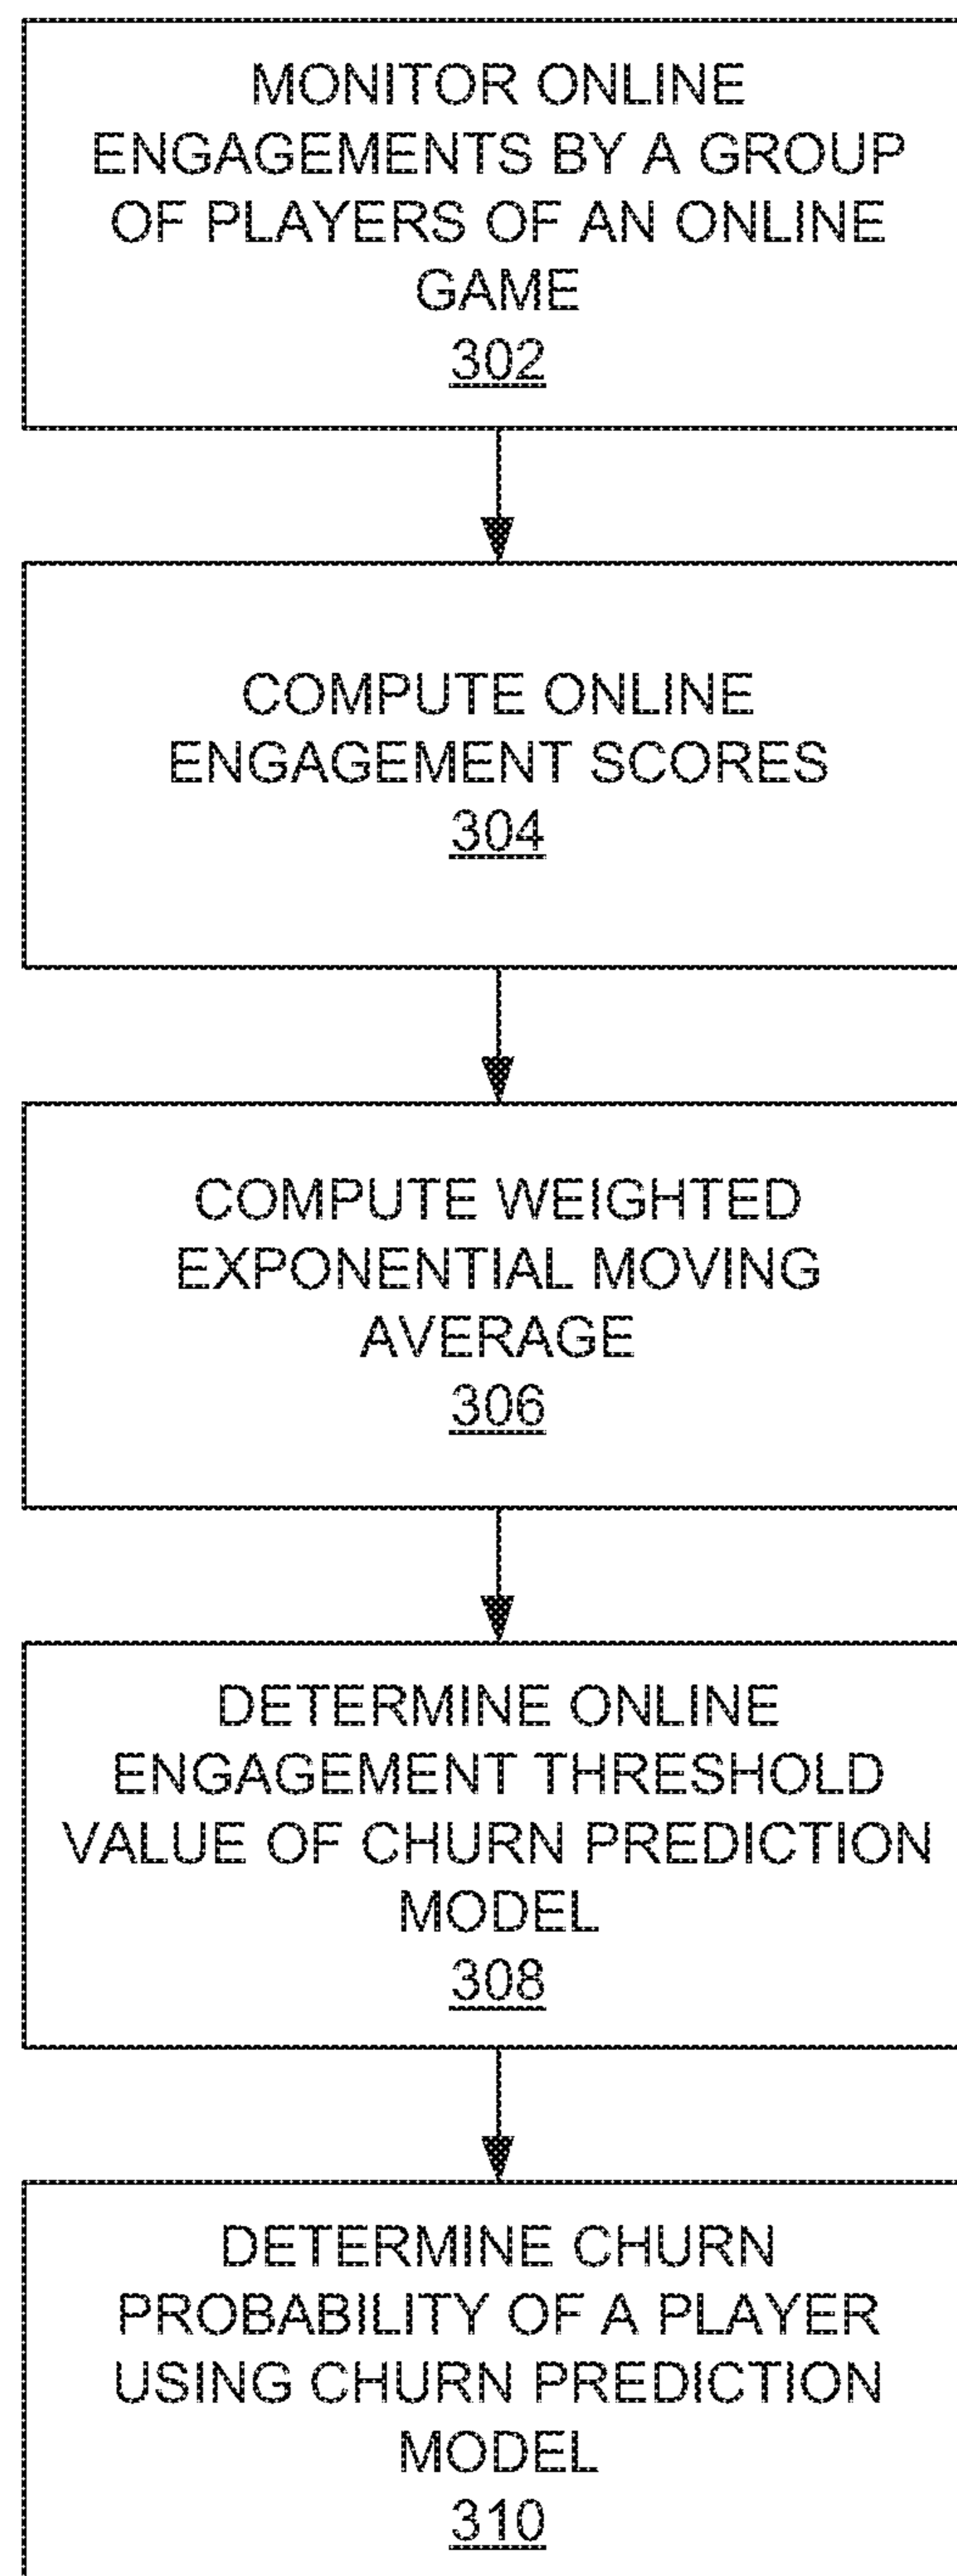 MONITOR ONLINE
ENGAGEMENTS BY A GROUP
OF PLAYERS OF AN ONLINE
GAME
302
COMPUTE ONLINE
ENGAGEMENT SCORES
304
COMPUTE WEIGHTED
EXPONENTIAL MOVING
AVERAGE
306
DETERMINE ONLINE
ENGAGEMENT THRESHOLD
VALUE OF CHURN PREDICTION
MODEL
308
DETERMINE CHURN
PROBABILITY OF A PLAYER
USING CHURN PREDICTION
MODEL
310